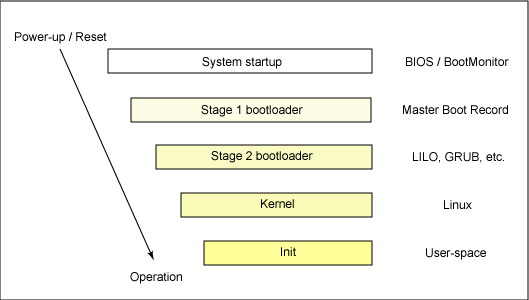 Power-up / Reset
System startup
BIOS / BootMonitor
Stage 1 bootloader
Master Boot Record
Stage 2 bootloader
LILO, GRUB, etc.
Kernel
Linux
Init
User-space
Operation